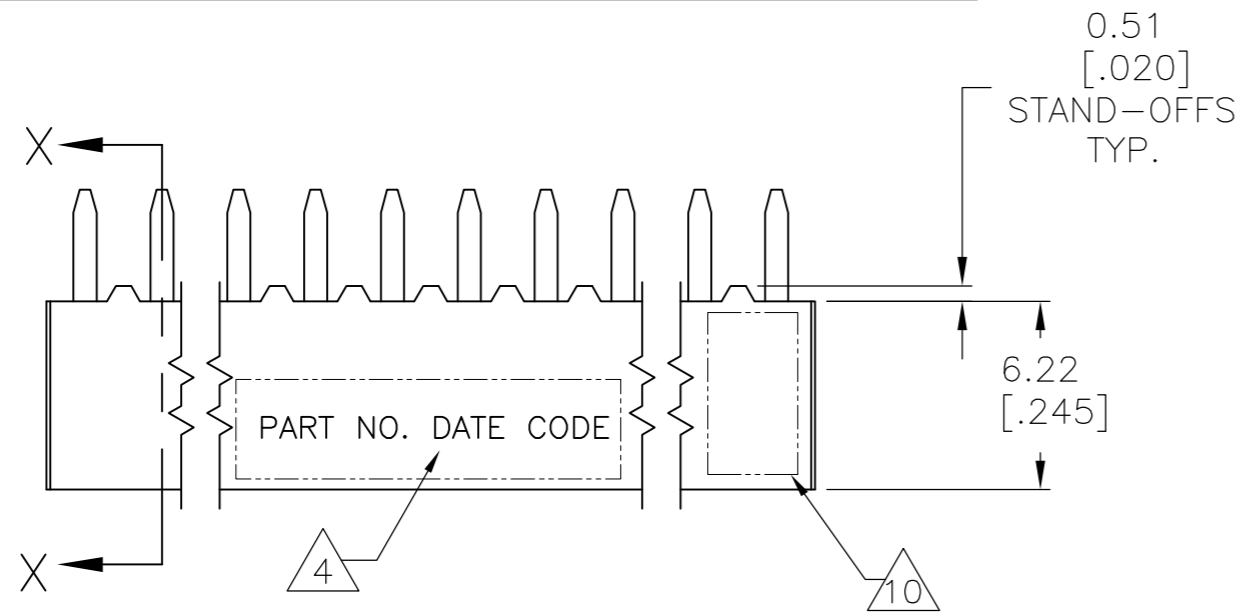 0.51
[.020]
STAND-OFFS
TYP.
X
6.22
[.245]
PART NO. DATE CODE
X
4
10